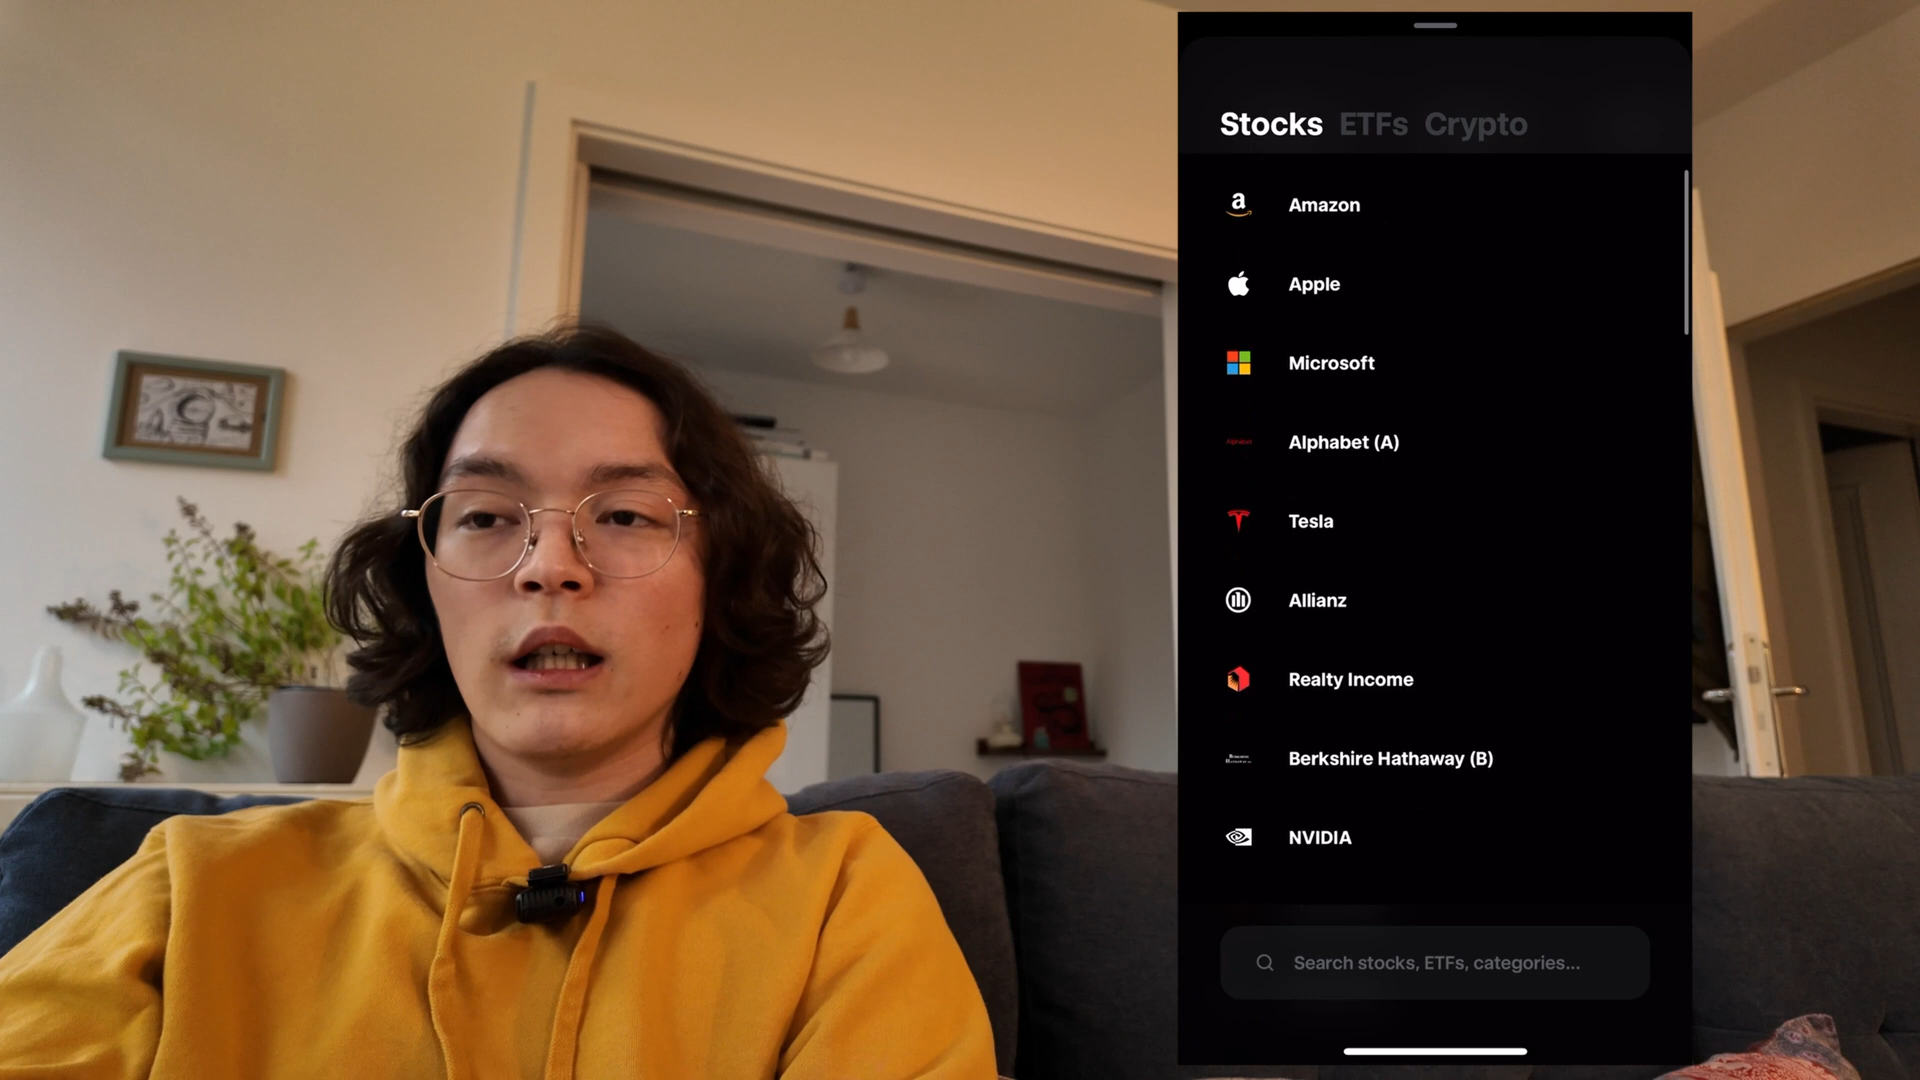 Stocks ETFs Crypto
Amazon
Apple
Microsoft
Alphabet (A)
Tesla
Allianz
Realty Income
Berkshire Hathaway (B)
NVIDIA
Search stocks, ETFs, categories...